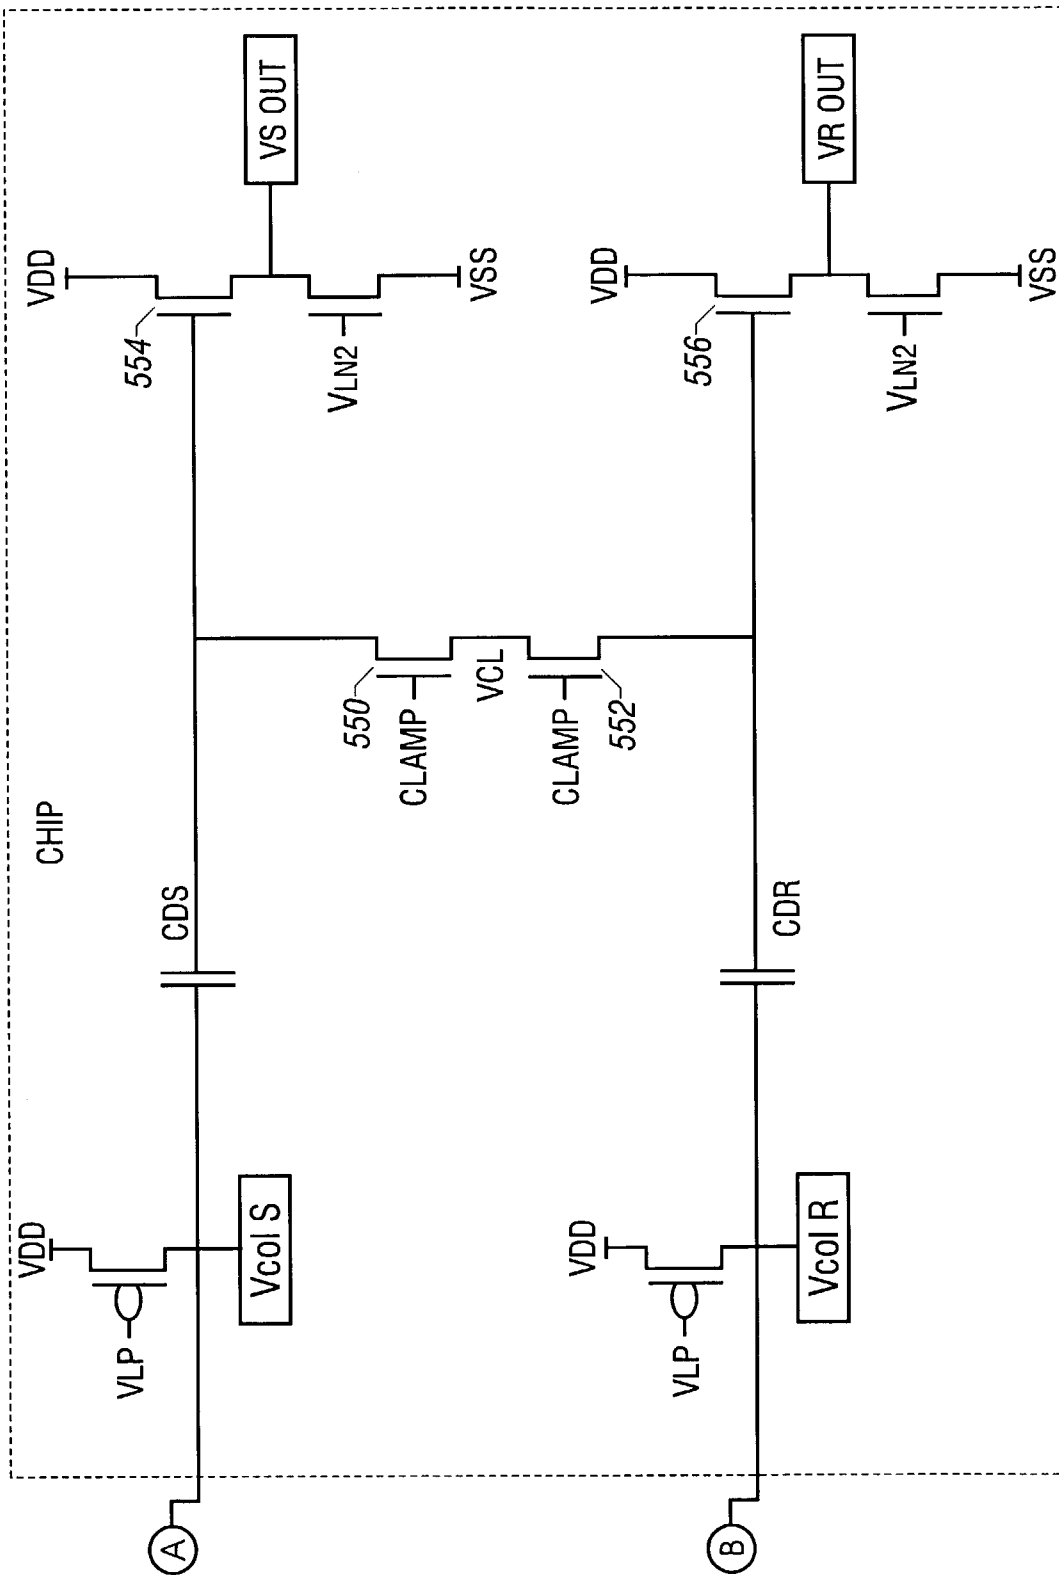 CHIP
A
VDD
VLP
Vcol S
CDS
550
CLAMP
VCL
CLAMP
552
VDD
554
VLN2
VSS
VS OUT
B
VDD
VLP
Vcol R
CDR
VDD
556
VLN2
VSS
VR OUT